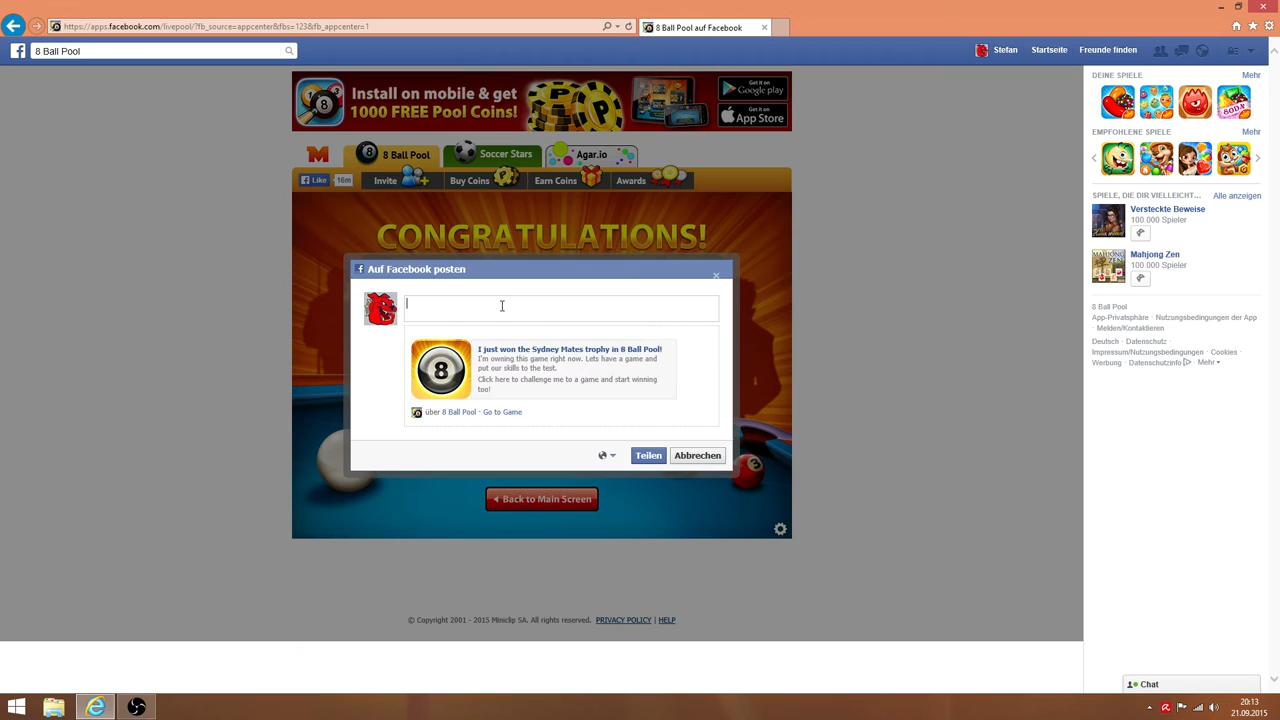 https://apps.facebook.com/livepool/?fb_source=appcenter&fbs=123&fb_appcenter=1
8 Ball Pool auf Facebook
8 Ball Pool
Stefan
Startseite
Freunde finden
Install on mobile & get
1000 FREE Pool Coins!
Get it on
Google play
Get it on
App Store
8 Ball Pool
Soccer Stars
Agar.io
Like
16m
Invite
Buy Coins
Earn Coins
Awards
CONGRATULATIONS!
Auf Facebook posten
I just won the Sydney Mates trophy in 8 Ball Pool!
I'm owning this game right now. Lets have a game and
put our skills to the test.
Click here to challenge me to a game and start winning
too!
über 8 Ball Pool · Go to Game
Teilen
Abbrechen
Back to Main Screen
© Copyright 2001 - 2015 Miniclip SA. All rights reserved. PRIVACY POLICY | HELP
DEINE SPIELE
Mehr
SODA
EMPFOHLENE SPIELE
Mehr
SPIELE, DIE DIR VIELLEICHT...
Alle anzeigen
Versteckte Beweise
100.000 Spieler
Mahjong Zen
100.000 Spieler
8 Ball Pool
App-Privatsphäre · Nutzungsbedingungen der App
· Melden/Kontaktieren
Deutsch · Datenschutz ·
Impressum/Nutzungsbedingungen · Cookies ·
Werbung · Datenschutzinfo · Mehr
Chat
20:13
21.09.2015